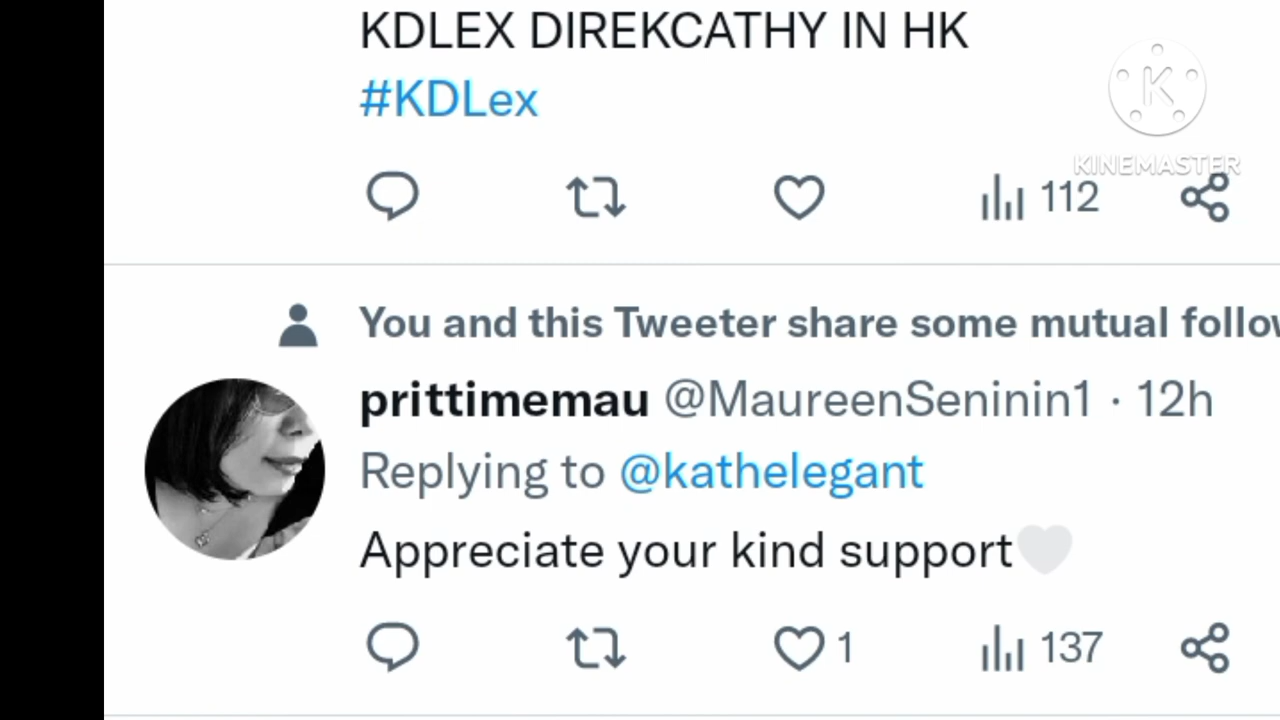 KDLEX DIREKCATHY IN HK
#KDLex
K
KINEMASTER
112
You and this Tweeter share some mutual follow
prittimemau @MaureenSeninin1 · 12h
Replying to @kathelegant
Appreciate your kind support🤍
1 137